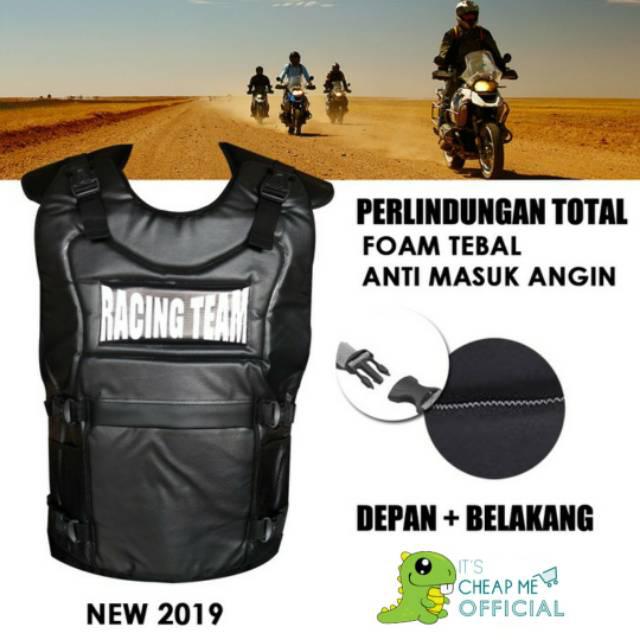 PERLINDUNGAN TOTAL
FOAM TEBAL
ANTI MASUK ANGIN
RACING TEAM
DEPAN + BELAKANG
IT'S
CHEAP ME
OFFICIAL
NEW 2019